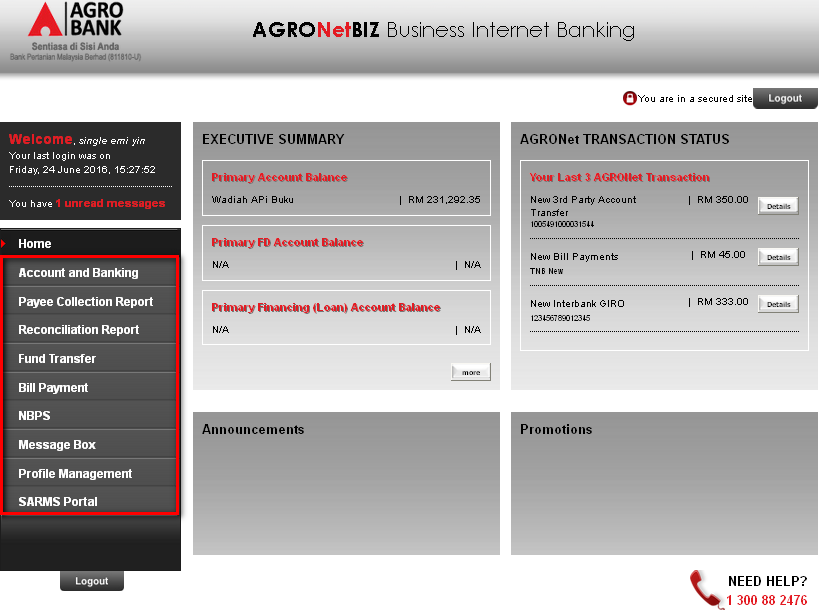 AGRO
BANK
Sentiasa di Sisi Anda
Bank Pertanian Malaysia Berhad (811810-U)
AGRONetBIZ Business Internet Banking
You are in a secured site
Logout
Welcome, single emi yin
Your last login was on
Friday, 24 June 2016, 15:27:52
You have 1 unread messages
Home
Account and Banking
Payee Collection Report
Reconciliation Report
Fund Transfer
Bill Payment
NBPS
Message Box
Profile Management
SARMS Portal
Logout
EXECUTIVE SUMMARY
Primary Account Balance
Wadiah APi Buku | RM 231,292.35
Primary FD Account Balance
N/A | N/A
Primary Financing (Loan) Account Balance
N/A | N/A
more
AGRONet TRANSACTION STATUS
Your Last 3 AGRONet Transaction
New 3rd Party Account | RM 350.00 Details
Transfer
1005491000031544
New Bill Payments | RM 45.00 Details
TNB New
New Interbank GIRO | RM 333.00 Details
123456789012345
Announcements
Promotions
NEED HELP?
1 300 88 2476